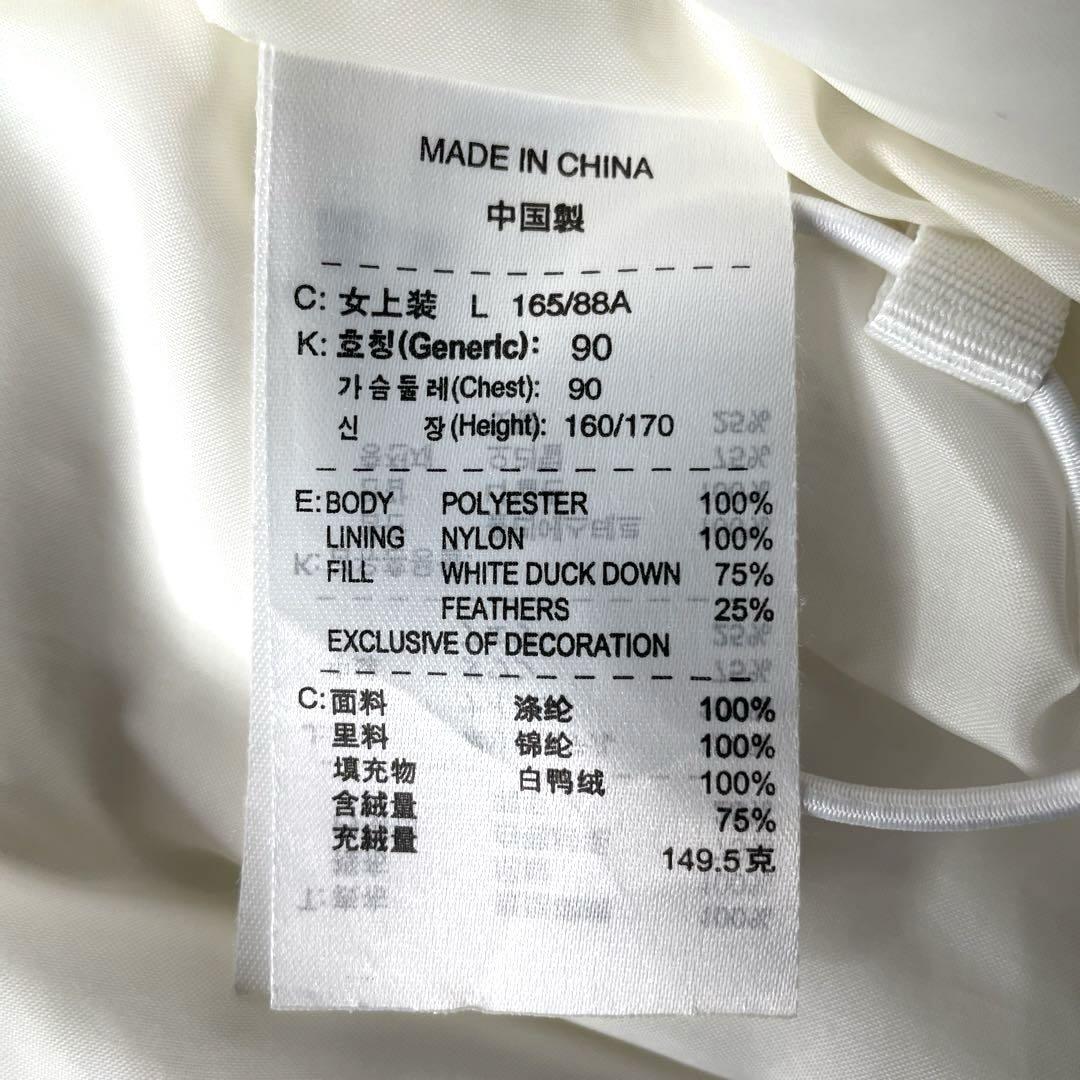 MADE IN CHINA
中国製
C: 女上装 L 165/88A
K: 호칭(Generic): 90
가슴둘레(Chest): 90
신 장(Height): 160/170
E: BODY POLYESTER 100%
LINING NYLON 100%
FILL WHITE DUCK DOWN 75%
FEATHERS 25%
EXCLUSIVE OF DECORATION
C: 面料 涤纶 100%
里料 锦纶 100%
填充物 白鸭绒 100%
含絨量 75%
充絨量 149.5克